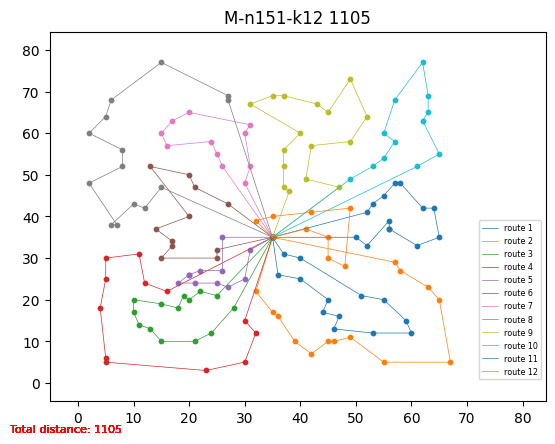 M-n151-k12 1105
80
70
60
50
40
30
20
10
0
0 10 20 30 40 50 60 70 80
route 1
route 2
route 3
route 4
route 5
route 6
route 7
route 8
route 9
route 10
route 11
route 12
Total distance: 1105